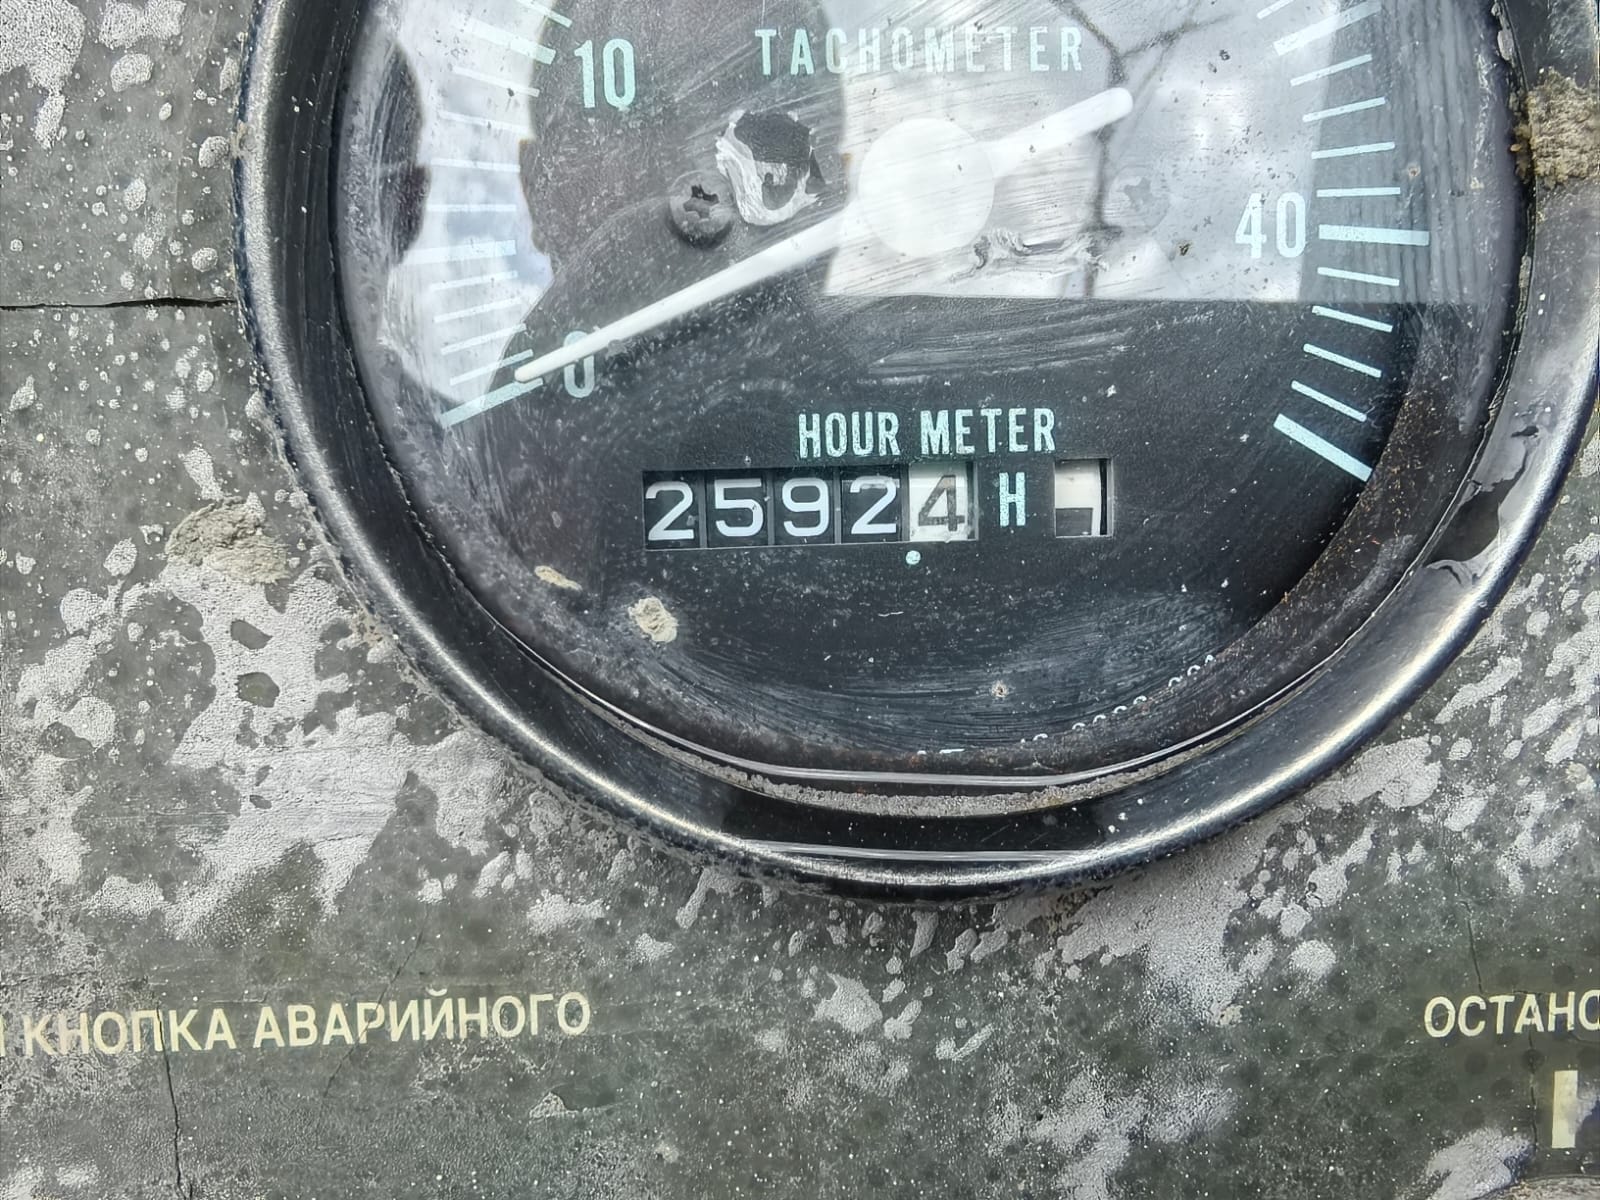 10
TACHOMETER
40
0
HOUR METER
25924 H
КНОПКА АВАРИЙНОГО
ОСТАНО